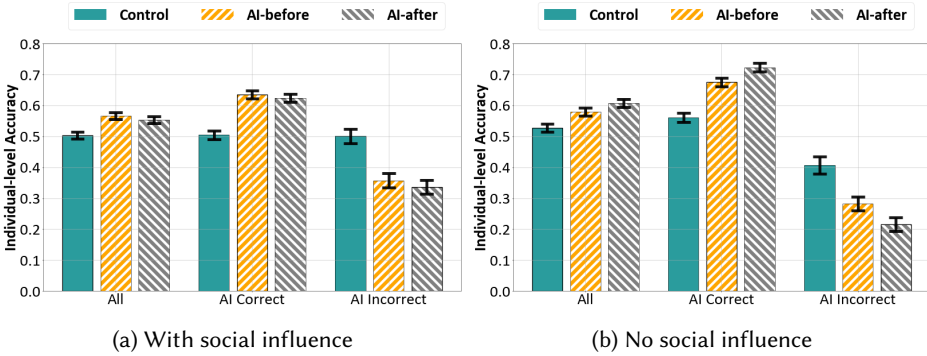 Control AI-before AI-after
Individual-level Accuracy
0.8
0.7
0.6
0.5
0.4
0.3
0.2
0.1
0.0
All AI Correct AI Incorrect
(a) With social influence
Control AI-before AI-after
Individual-level Accuracy
0.8
0.7
0.6
0.5
0.4
0.3
0.2
0.1
0.0
All AI Correct AI Incorrect
(b) No social influence